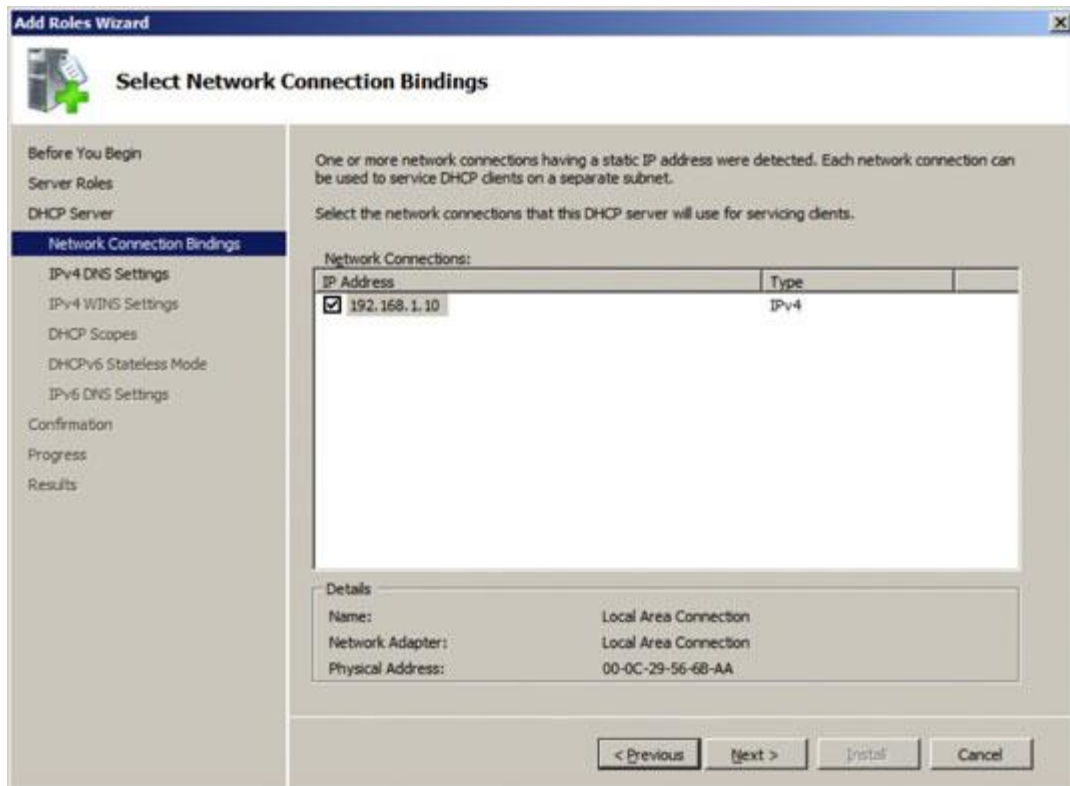 Add Roles Wizard
Select Network Connection Bindings
Before You Begin
Server Roles
DHCP Server
Network Connection Bindings
IPv4 DNS Settings
IPv4 WINS Settings
DHCP Scopes
DHCPv6 Stateless Mode
IPv6 DNS Settings
Confirmation
Progress
Results
One or more network connections having a static IP address were detected. Each network connection can
be used to service DHCP clients on a separate subnet.
Select the network connections that this DHCP server will use for servicing clients.
Network Connections:
IP Address Type
192.168.1.10 IPv4
Details
Name: Local Area Connection
Network Adapter: Local Area Connection
Physical Address: 00-0C-29-56-6B-AA
< Previous Next > Install Cancel